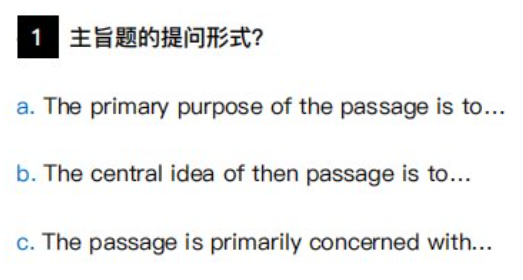 1 主旨题的提问形式?
a. The primary purpose of the passage is to...
b. The central idea of then passage is to...
c. The passage is primarily concerned with...